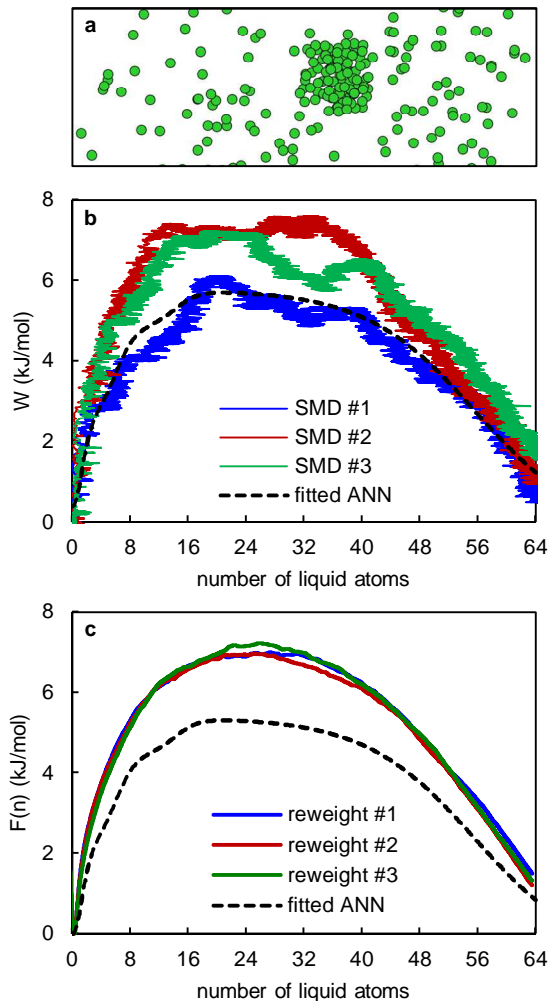 a
b
8
6
4
2
0
W (kJ/mol)
SMD #1
SMD #2
SMD #3
fitted ANN
0 8 16 24 32 40 48 56 64
number of liquid atoms
c
8
6
4
2
0
F(n) (kJ/mol)
reweight #1
reweight #2
reweight #3
fitted ANN
0 8 16 24 32 40 48 56 64
number of liquid atoms